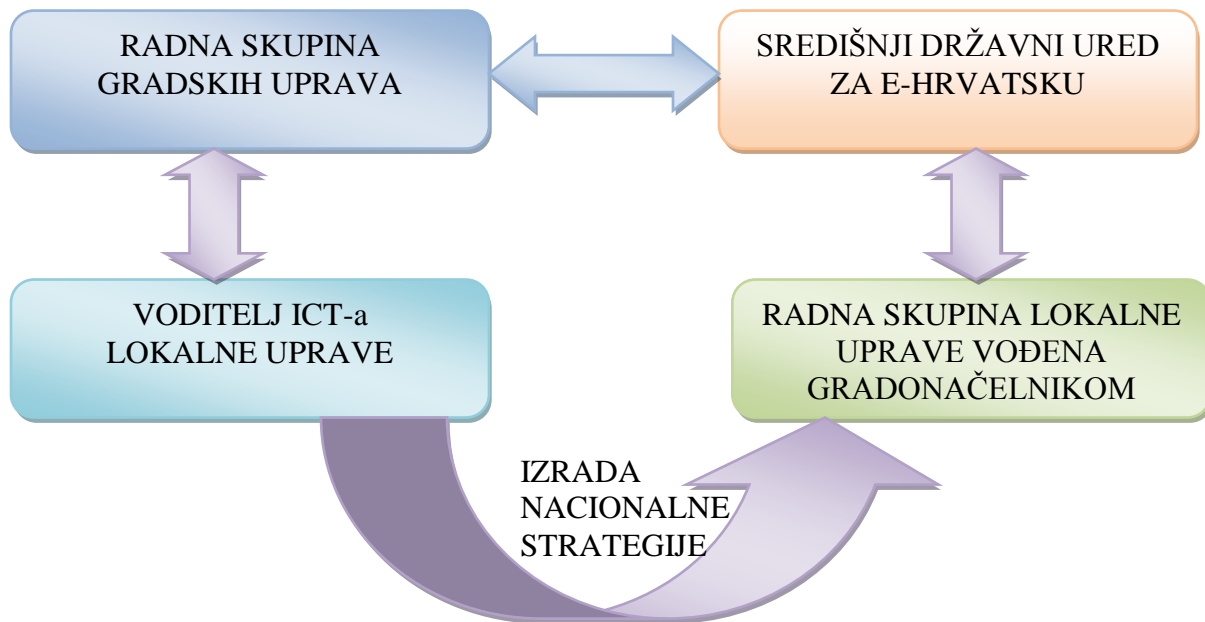 RADNA SKUPINA
GRADSKIH UPRAVA
SREDIŠNJI DRŽAVNI URED
ZA E-HRVATSKU
VODITELJ ICT-a
LOKALNE UPRAVE
RADNA SKUPINA LOKALNE
UPRAVE VOĐENA
GRADONAČELNIKOM
IZRADA
NACIONALNE
STRATEGIJE